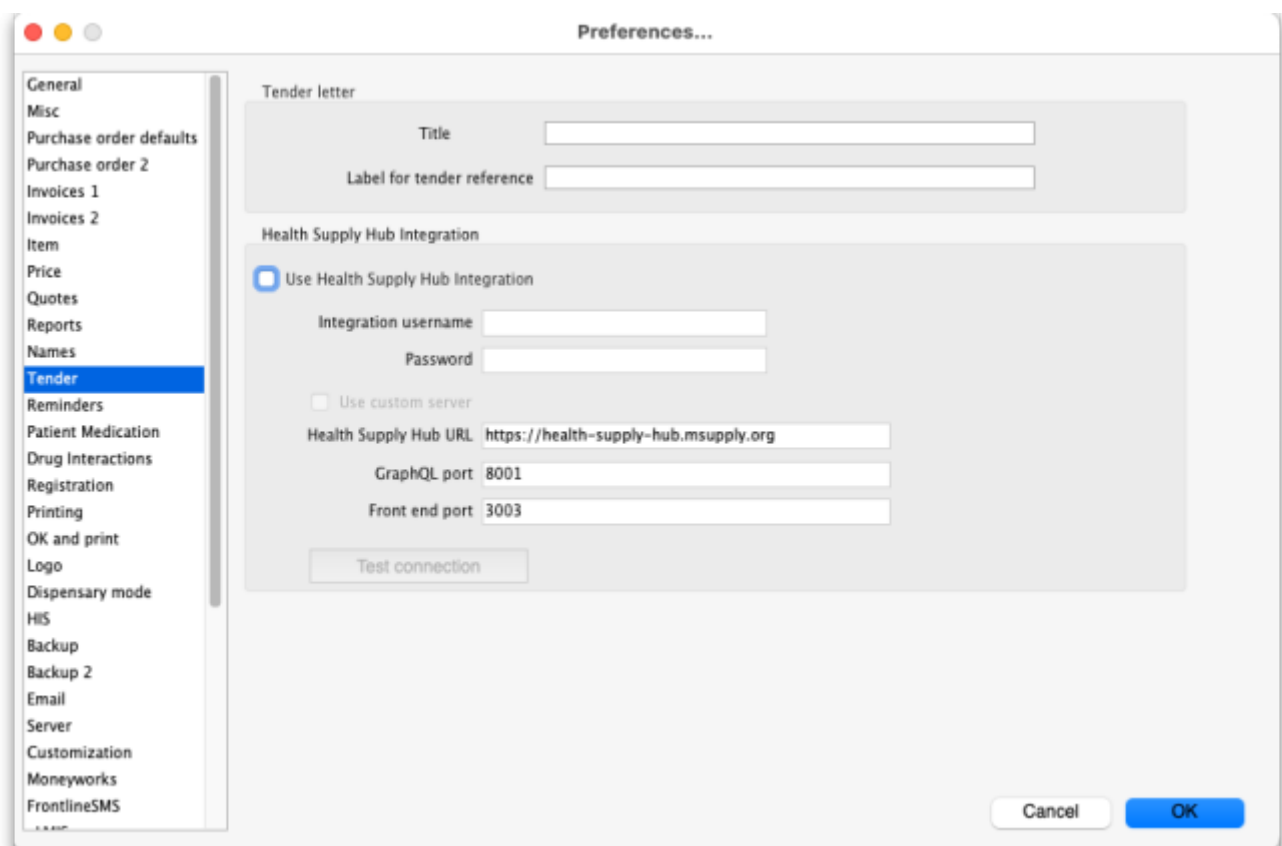 Preferences...
General
Misc
Purchase order defaults
Purchase order 2
Invoices 1
Invoices 2
Item
Price
Quotes
Reports
Names
Tender
Reminders
Patient Medication
Drug Interactions
Registration
Printing
OK and print
Logo
Dispensary mode
HIS
Backup
Backup 2
Email
Server
Customization
Moneyworks
FrontlineSMS
Tender letter
Title
Label for tender reference
Health Supply Hub Integration
Use Health Supply Hub Integration
Integration username
Password
Use custom server
Health Supply Hub URL https://health-supply-hub.msupply.org
GraphQL port 8001
Front end port 3003
Test connection
Cancel OK